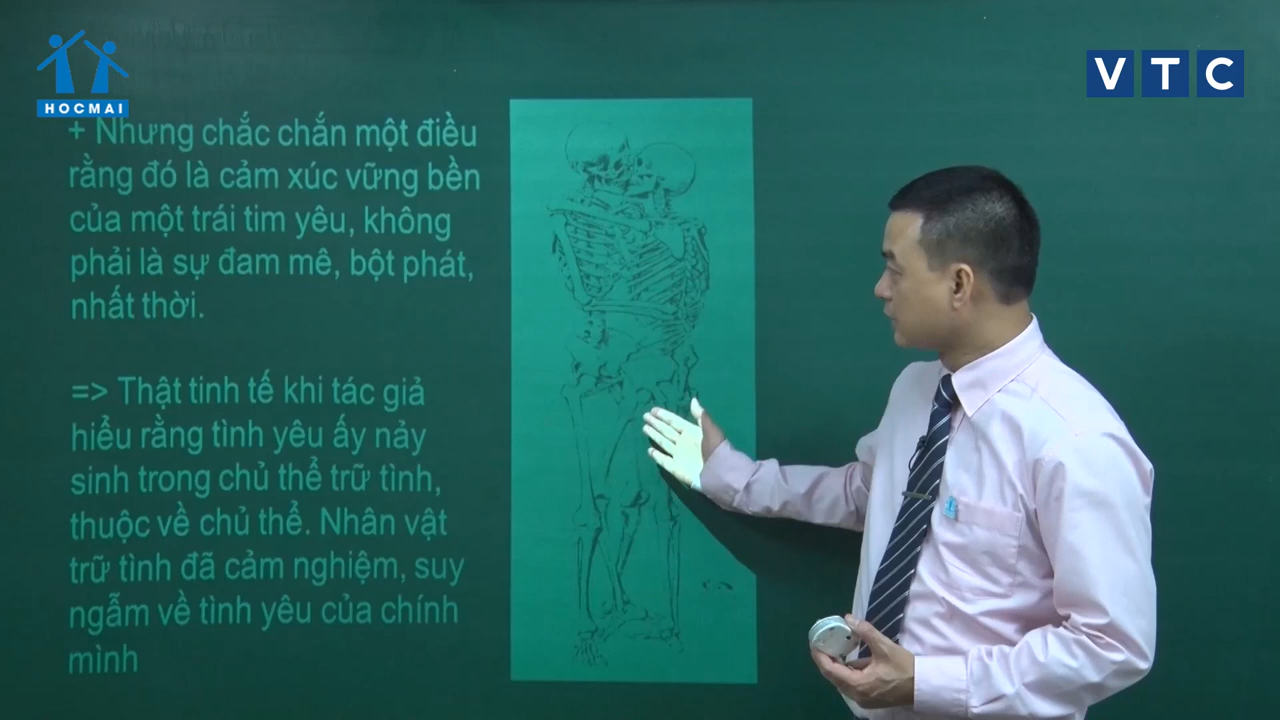 HOCMAI
VTC
+ Nhưng chắc chắn một điều
rằng đó là cảm xúc vững bền
của một trái tim yêu, không
phải là sự đam mê, bột phát,
nhất thời.
=> Thật tinh tế khi tác giả
hiểu rằng tình yêu ấy nảy
sinh trong chủ thể trữ tình,
thuộc về chủ thể. Nhân vật
trữ tình đã cảm nghiệm, suy
ngẫm về tình yêu của chính
mình